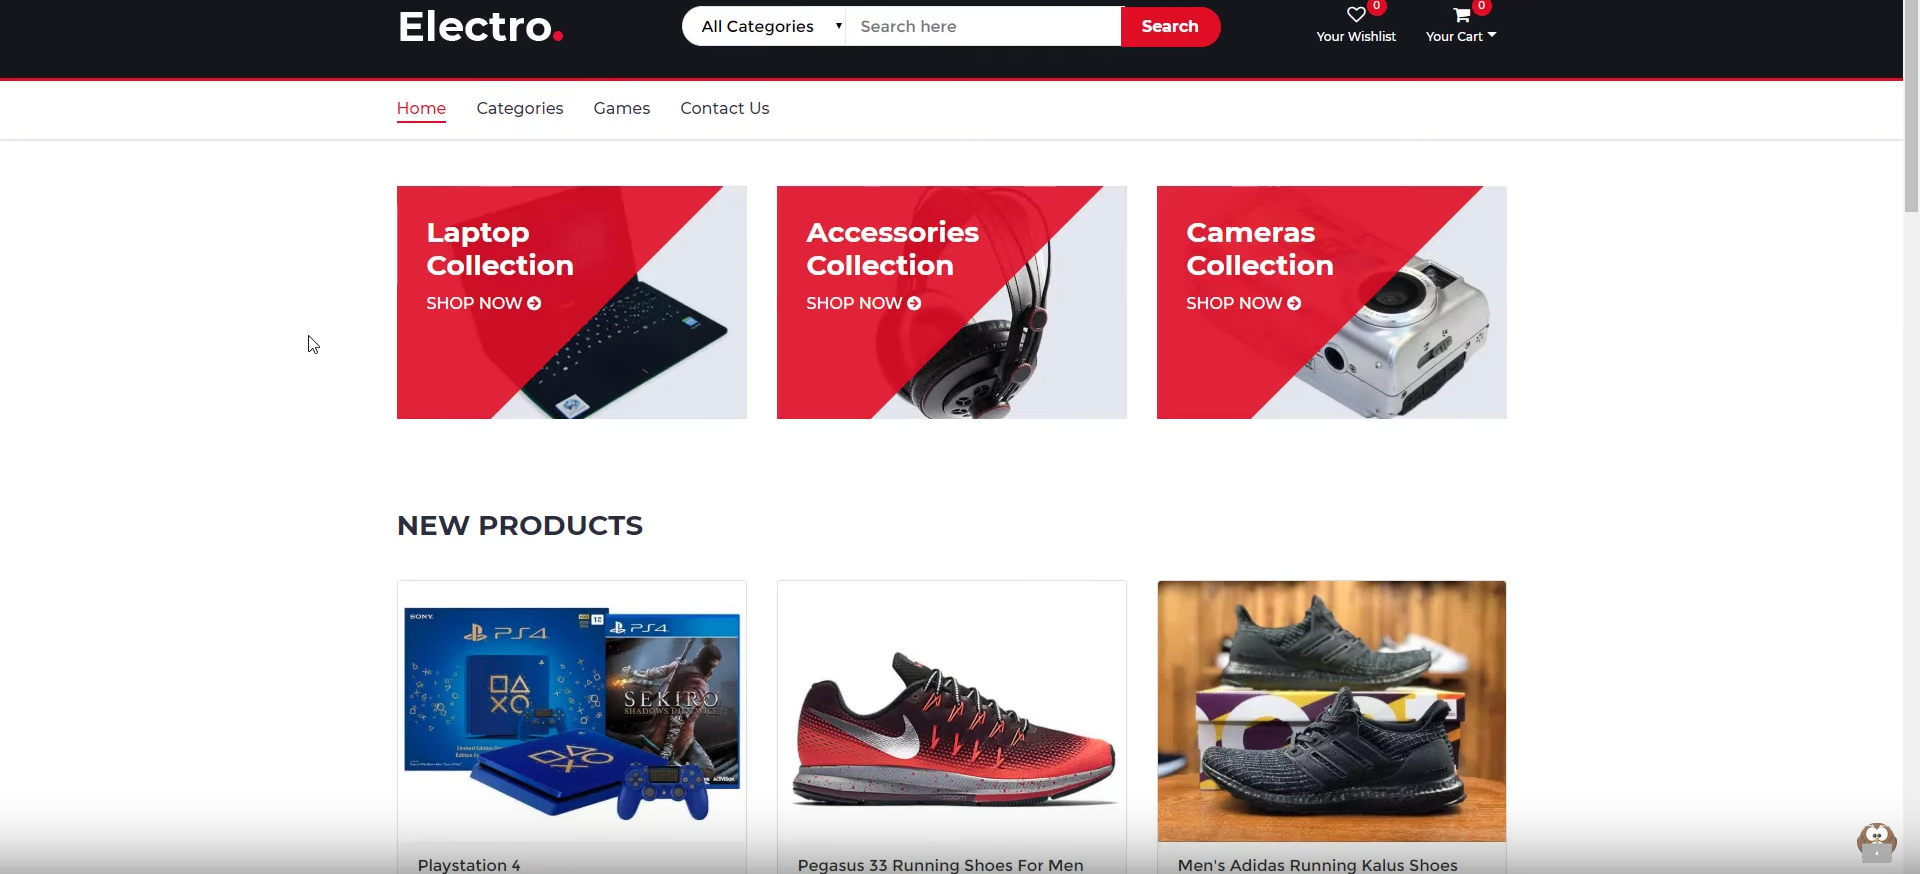 Electro.
All Categories
Search here
Search
0
Your Wishlist
0
Your Cart
Home
Categories
Games
Contact Us
Laptop
Collection
SHOP NOW
Accessories
Collection
SHOP NOW
Cameras
Collection
SHOP NOW
NEW PRODUCTS
SONY
PS4
PS4
SEKIRO
SHADOWS DIE TWICE
ACTIVISION
Playstation 4
Pegasus 33 Running Shoes For Men
Men's Adidas Running Kalus Shoes